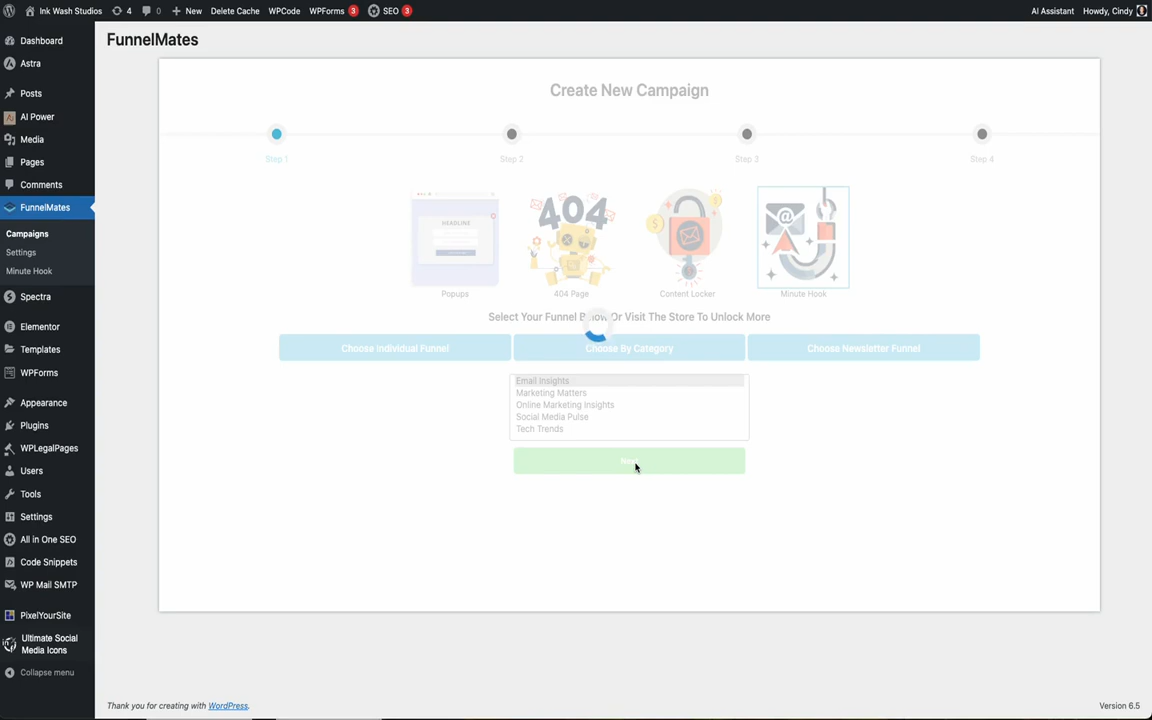 Ink Wash Studios 4 0 New Delete Cache WPCode WPForms 3 SEO 3 AI Assistant Howdy, Cindy
Dashboard
Astra
Posts
AI Power
Media
Pages
Comments
FunnelMates
Campaigns
Settings
Minute Hook
Spectra
Elementor
Templates
WPForms
Appearance
Plugins
WPLegalPages
Users
Tools
Settings
All in One SEO
Code Snippets
WP Mail SMTP
PixelYourSite
Ultimate Social
Media Icons
Collapse menu
FunnelMates
Create New Campaign
Step 1 Step 2 Step 3 Step 4
HEADLINE
404
Popups 404 Page Content Locker Minute Hook
Select Your Funnel Below Or Visit The Store To Unlock More
Choose Individual Funnel Choose By Category Choose Newsletter Funnel
Email Insights
Marketing Matters
Online Marketing Insights
Social Media Pulse
Tech Trends
Next
Thank you for creating with WordPress. Version 6.5